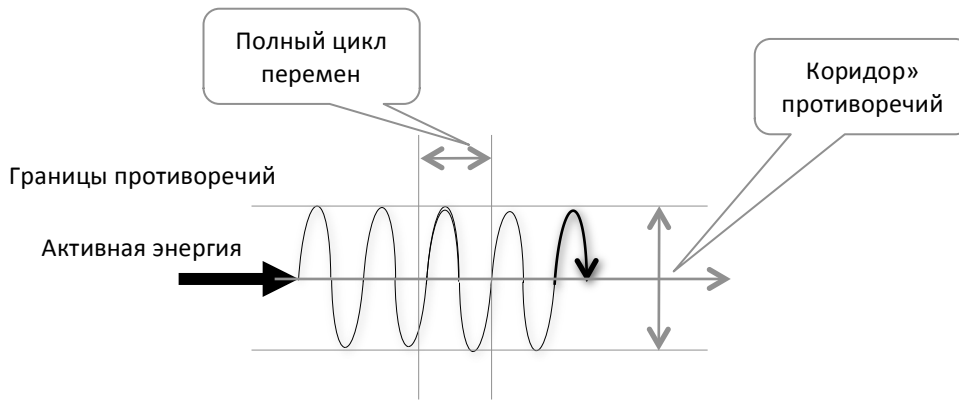 Полный цикл
перемен
Коридор»
противоречий
Границы противоречий
Активная энергия